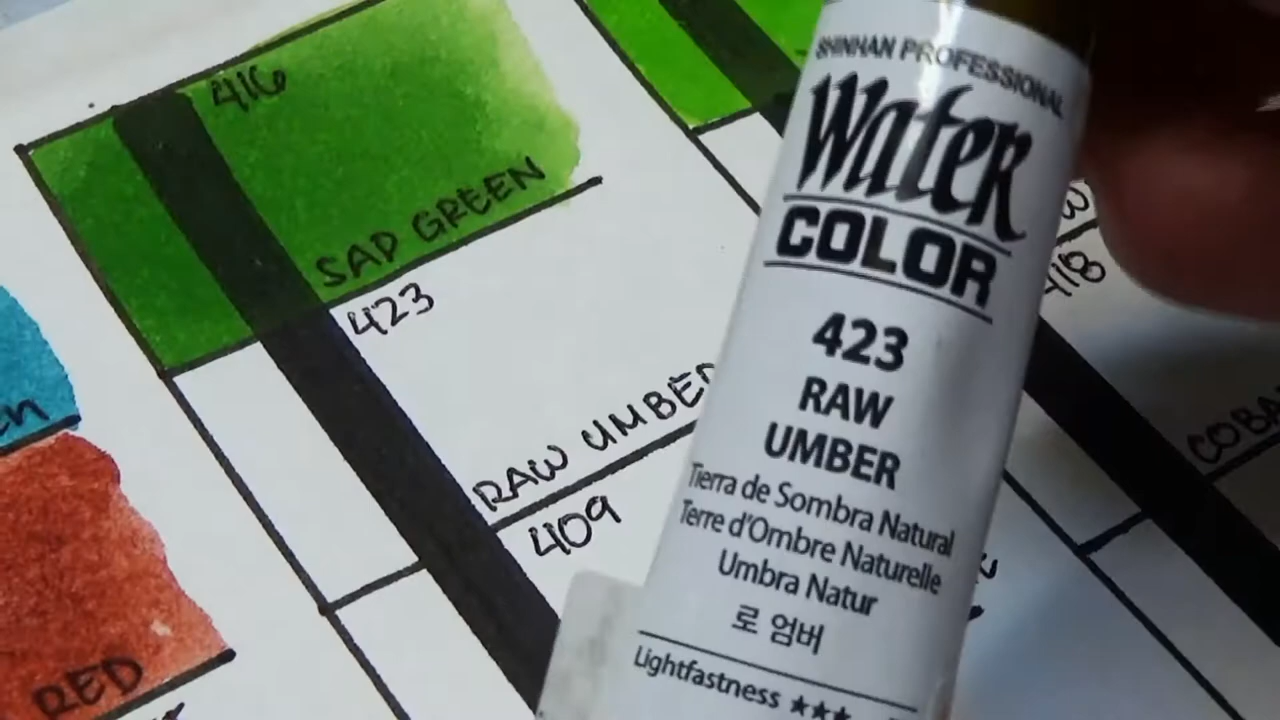 416
SAP GREEN
423
RAW UMBER
409
RED
418
SHINHAN PROFESSIONAL
Water
COLOR
423
RAW
UMBER
Tierra de Sombra Natural
Terre d'Ombre Naturelle
Umbra Natur
로 엄버
Lightfastness ★★★